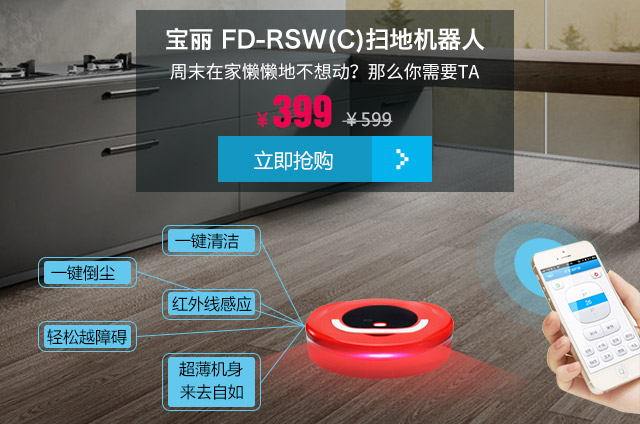 宝丽 FD-RSW(C)扫地机器人
周末在家懒懒地不想动？那么你需要TA
￥399 ￥599
立即抢购
一键清洁
一键倒尘
红外线感应
轻松越障碍
超薄机身
来去自如